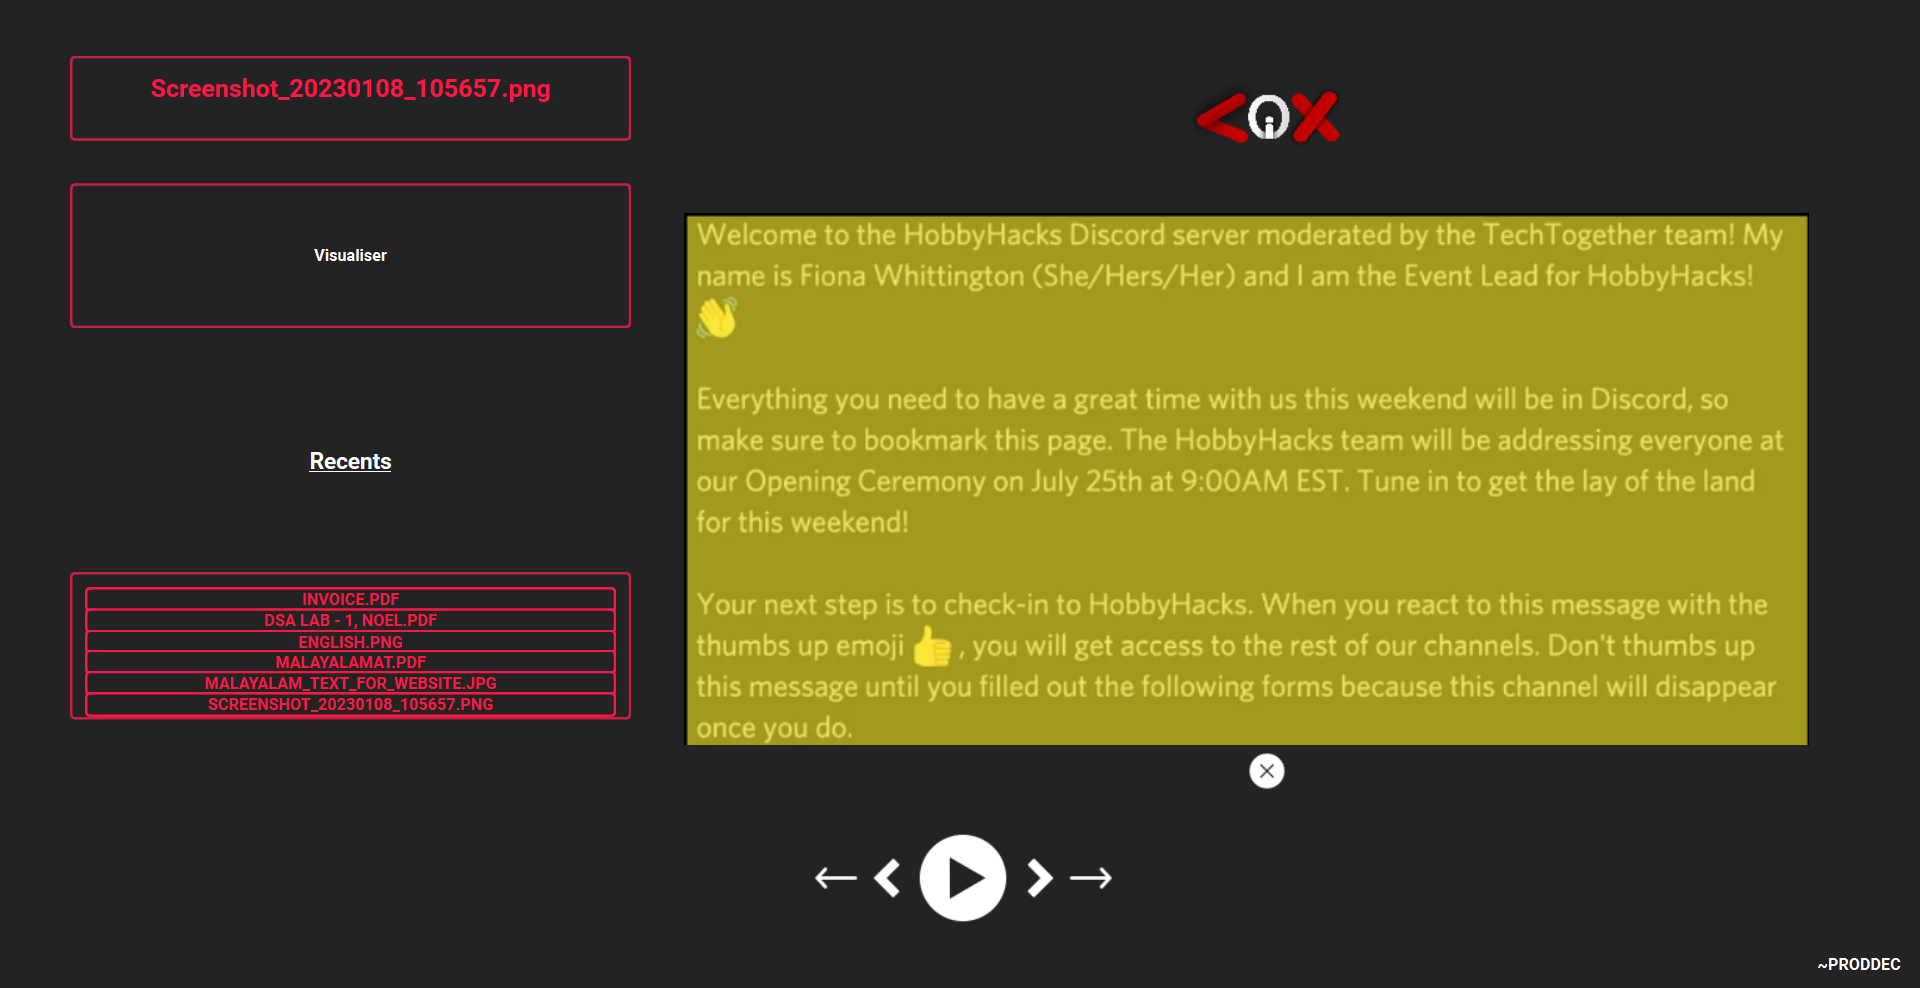 Screenshot_20230108_105657.png
Visualiser
Recents
INVOICE.PDF
DSA LAB - 1, NOEL.PDF
ENGLISH.PNG
MALAYALAMAT.PDF
MALAYALAM_TEXT_FOR_WEBSITE.JPG
SCREENSHOT_20230108_105657.PNG
Welcome to the HobbyHacks Discord server moderated by the TechTogether team! My
name is Fiona Whittington (She/Hers/Her) and I am the Event Lead for HobbyHacks!
👋
Everything you need to have a great time with us this weekend will be in Discord, so
make sure to bookmark this page. The HobbyHacks team will be addressing everyone at
our Opening Ceremony on July 25th at 9:00AM EST. Tune in to get the lay of the land
for this weekend!
Your next step is to check-in to HobbyHacks. When you react to this message with the
thumbs up emoji 👍 , you will get access to the rest of our channels. Don't thumbs up
this message until you filled out the following forms because this channel will disappear
once you do.
~PRODDEC